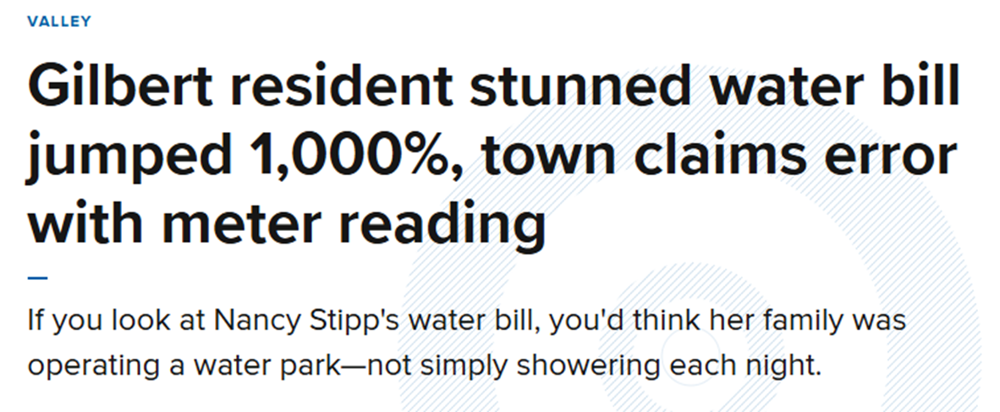 VALLEY
Gilbert resident stunned water bill
jumped 1,000%, town claims error
with meter reading
If you look at Nancy Stipp's water bill, you'd think her family was
operating a water park—not simply showering each night.